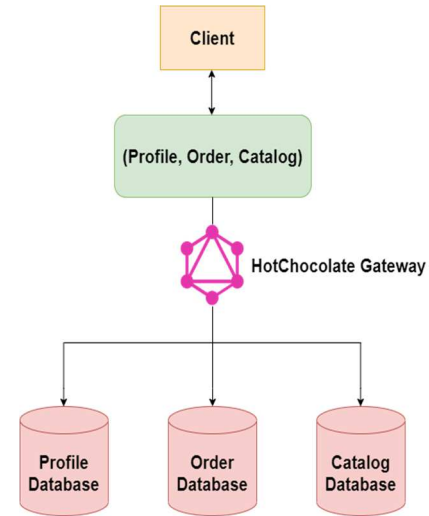 Client
(Profile, Order, Catalog)
HotChocolate Gateway
Profile
Database
Order
Database
Catalog
Database